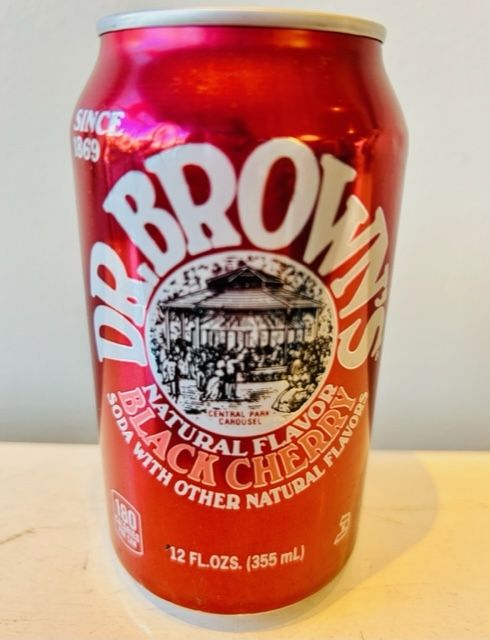 SINCE
1869
DR. BROWN'S
CENTRAL PARK
CAROUSEL
NATURAL FLAVOR
BLACK CHERRY
SODA WITH OTHER NATURAL FLAVORS
12 FL.OZS. (355 mL)